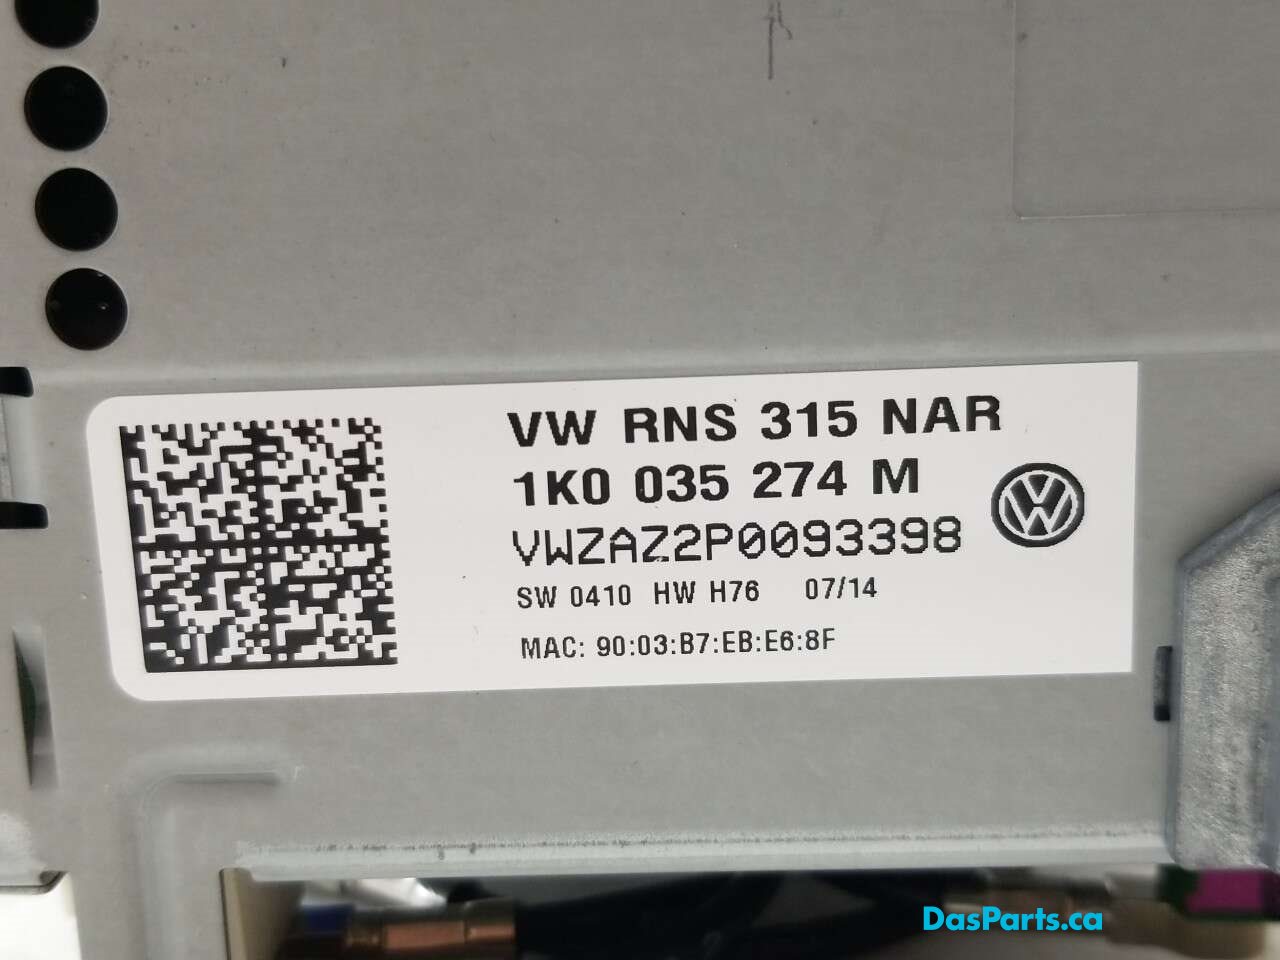 VW RNS 315 NAR
1K0 035 274 M
VWZAZ2P0093398
SW 0410 HW H76 07/14
MAC: 90:03:B7:EB:E6:8F
DasParts.ca